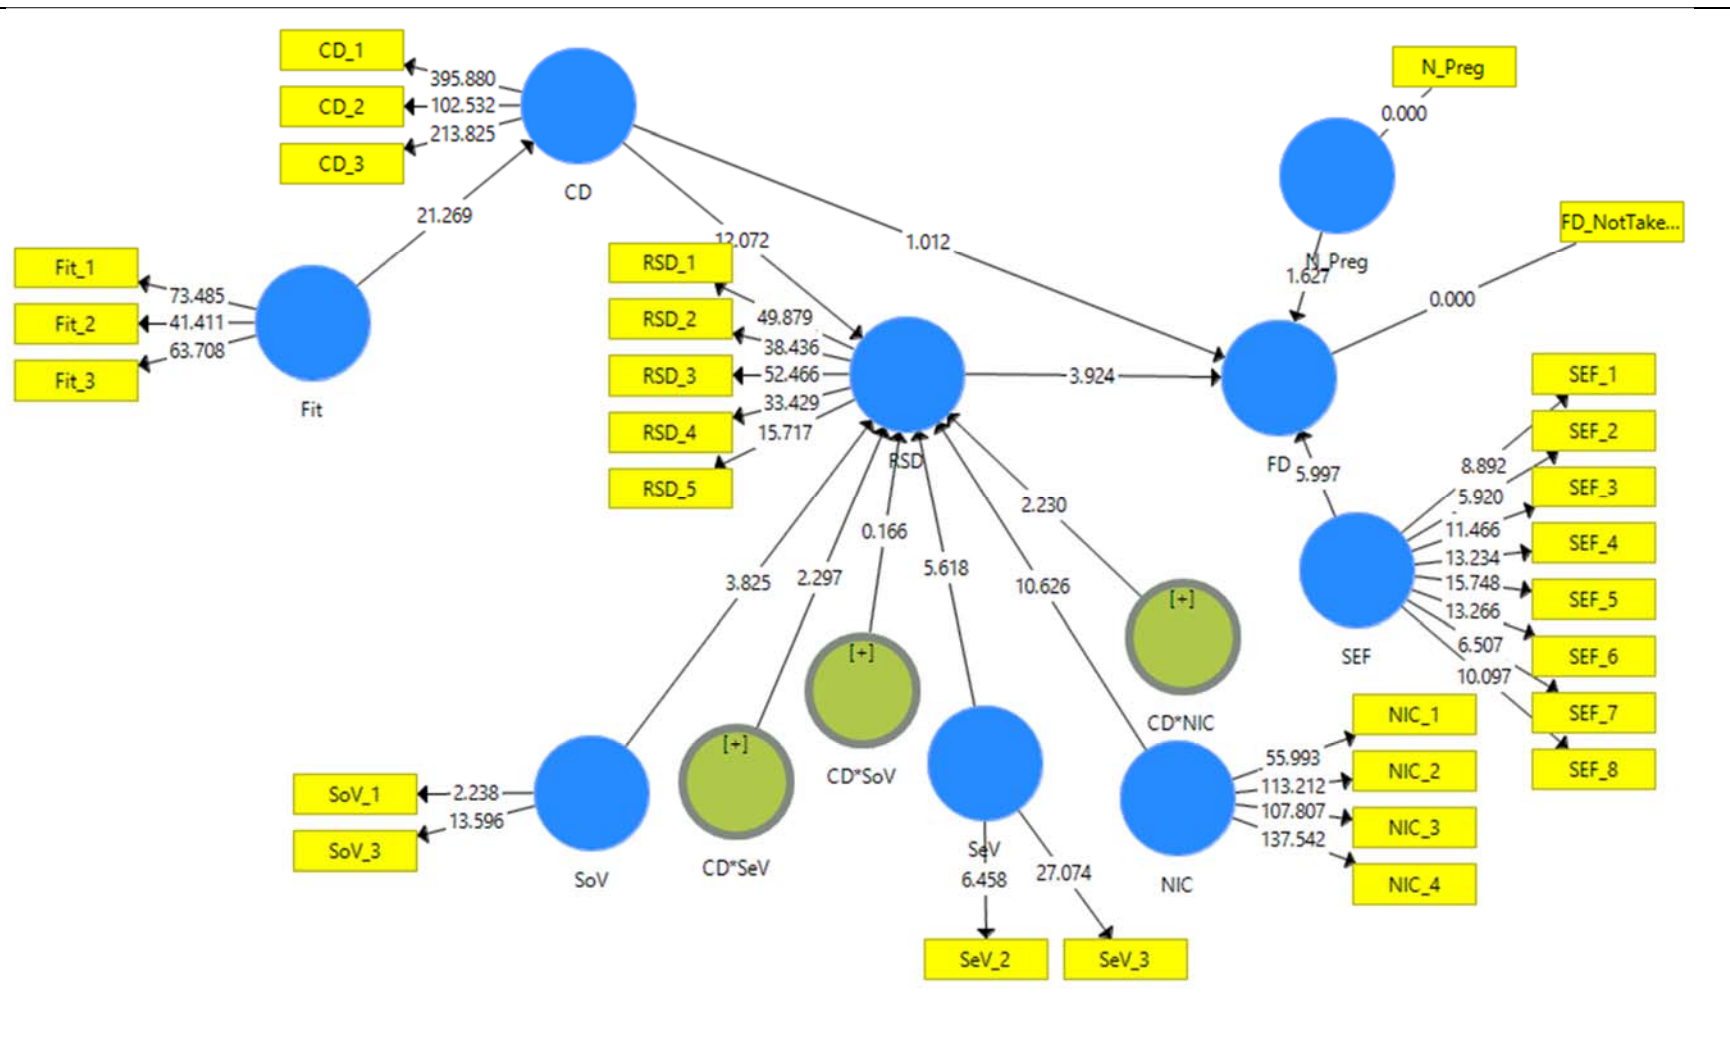 CD_1
CD_2
CD_3
395.880
102.532
213.825
CD
21.269
Fit_1
Fit_2
Fit_3
73.485
41.411
63.708
Fit
12.072
1.012
N_Preg
0.000
N_Preg
1.627
FD_NotTake...
0.000
RSD_1
RSD_2
RSD_3
RSD_4
RSD_5
49.879
38.436
52.466
33.429
15.717
RSD
3.924
FD
5.997
SEF_1
SEF_2
SEF_3
SEF_4
SEF_5
SEF_6
SEF_7
SEF_8
8.892
5.920
11.466
13.234
15.748
13.266
6.507
10.097
SEF
3.825
2.297
0.166
5.618
10.626
2.230
[+]
CD*NIC
[+]
CD*SoV
[+]
CD*SeV
SoV_1
SoV_3
2.238
13.596
SoV
SeV
6.458
27.074
SeV_2
SeV_3
NIC
55.993
113.212
107.807
137.542
NIC_1
NIC_2
NIC_3
NIC_4